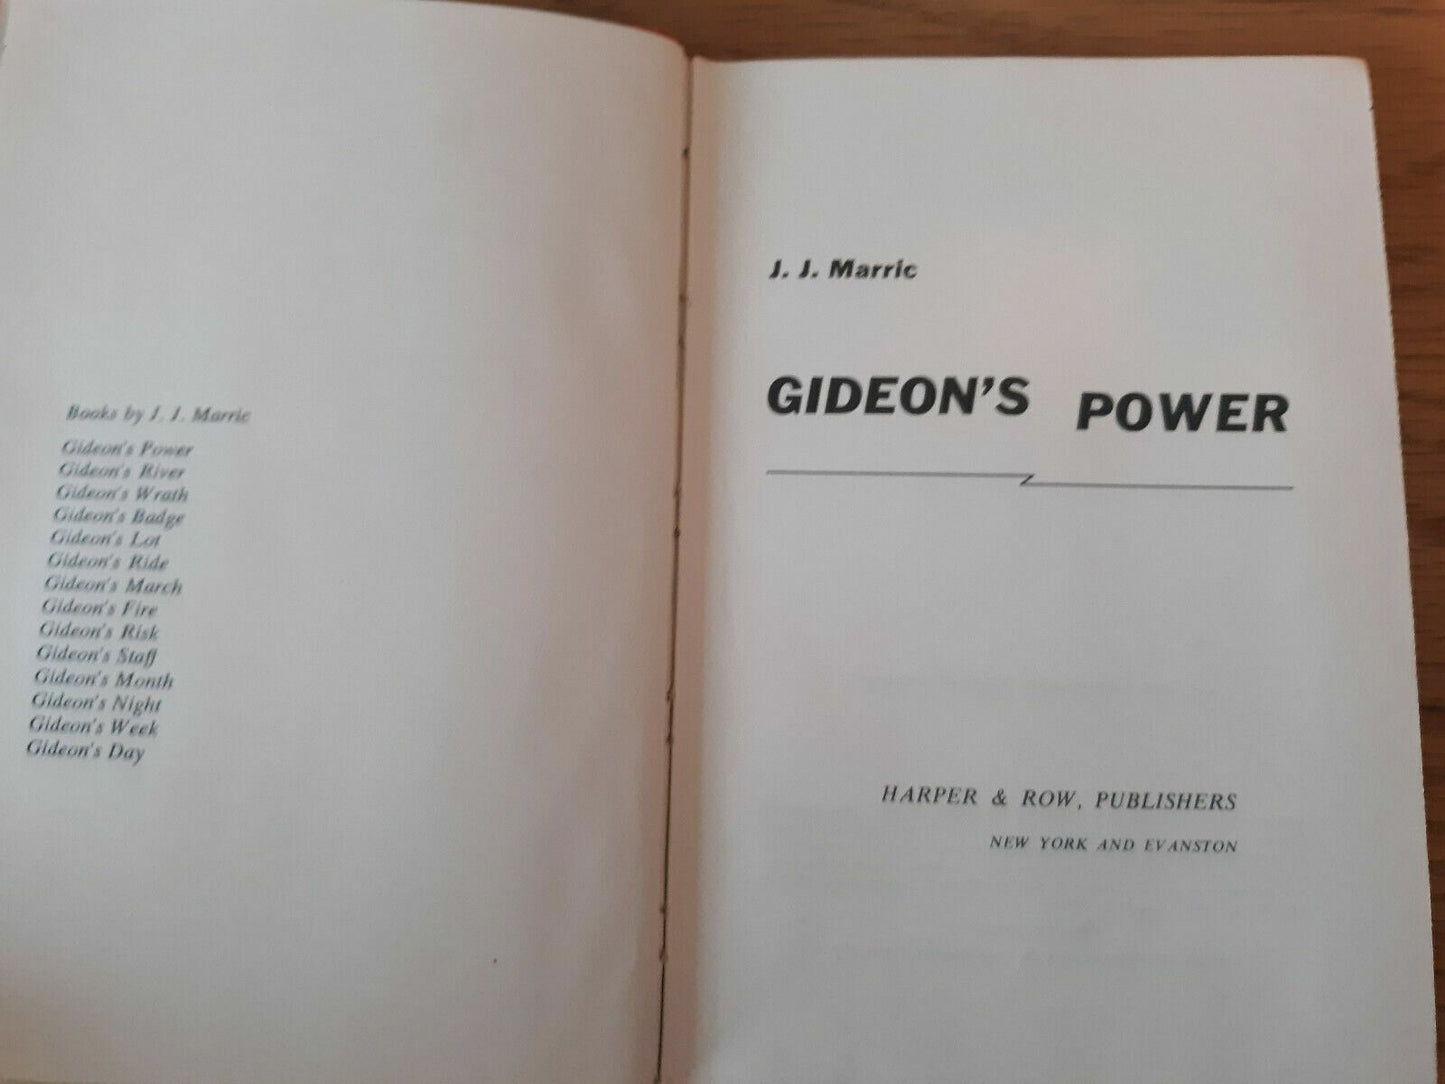 Books by J. J. Marric
Gideon's Power
Gideon's River
Gideon's Wrath
Gideon's Badge
Gideon's Lot
Gideon's Ride
Gideon's March
Gideon's Fire
Gideon's Risk
Gideon's Staff
Gideon's Month
Gideon's Night
Gideon's Week
Gideon's Day
J. J. Marric
GIDEON'S POWER
HARPER & ROW, PUBLISHERS
NEW YORK AND EVANSTON